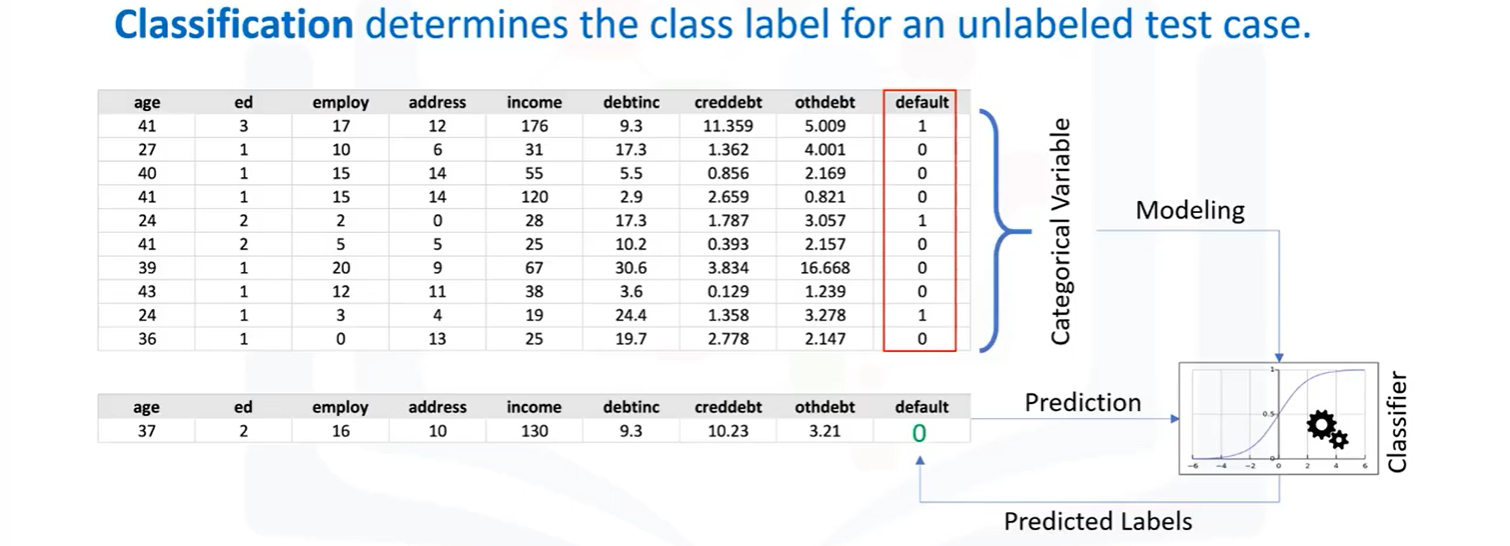 Classification determines the class label for an unlabeled test case.
age ed employ address income debtinc creddebt othdebt default
41 3 17 12 176 9.3 11.359 5.009 1
27 1 10 6 31 17.3 1.362 4.001 0
40 1 15 14 55 5.5 0.856 2.169 0
41 1 15 14 120 2.9 2.659 0.821 0
24 2 2 0 28 17.3 1.787 3.057 1
41 2 5 5 25 10.2 0.393 2.157 0
39 1 20 9 67 30.6 3.834 16.668 0
43 1 12 11 38 3.6 0.129 1.239 0
24 1 3 4 19 24.4 1.358 3.278 1
36 1 0 13 25 19.7 2.778 2.147 0
Categorical Variable
Modeling
age ed employ address income debtinc creddebt othdebt default
37 2 16 10 130 9.3 10.23 3.21 0
Prediction
1
0.5
0
-6 -4 -2 0 2 4 6
Classifier
Predicted Labels